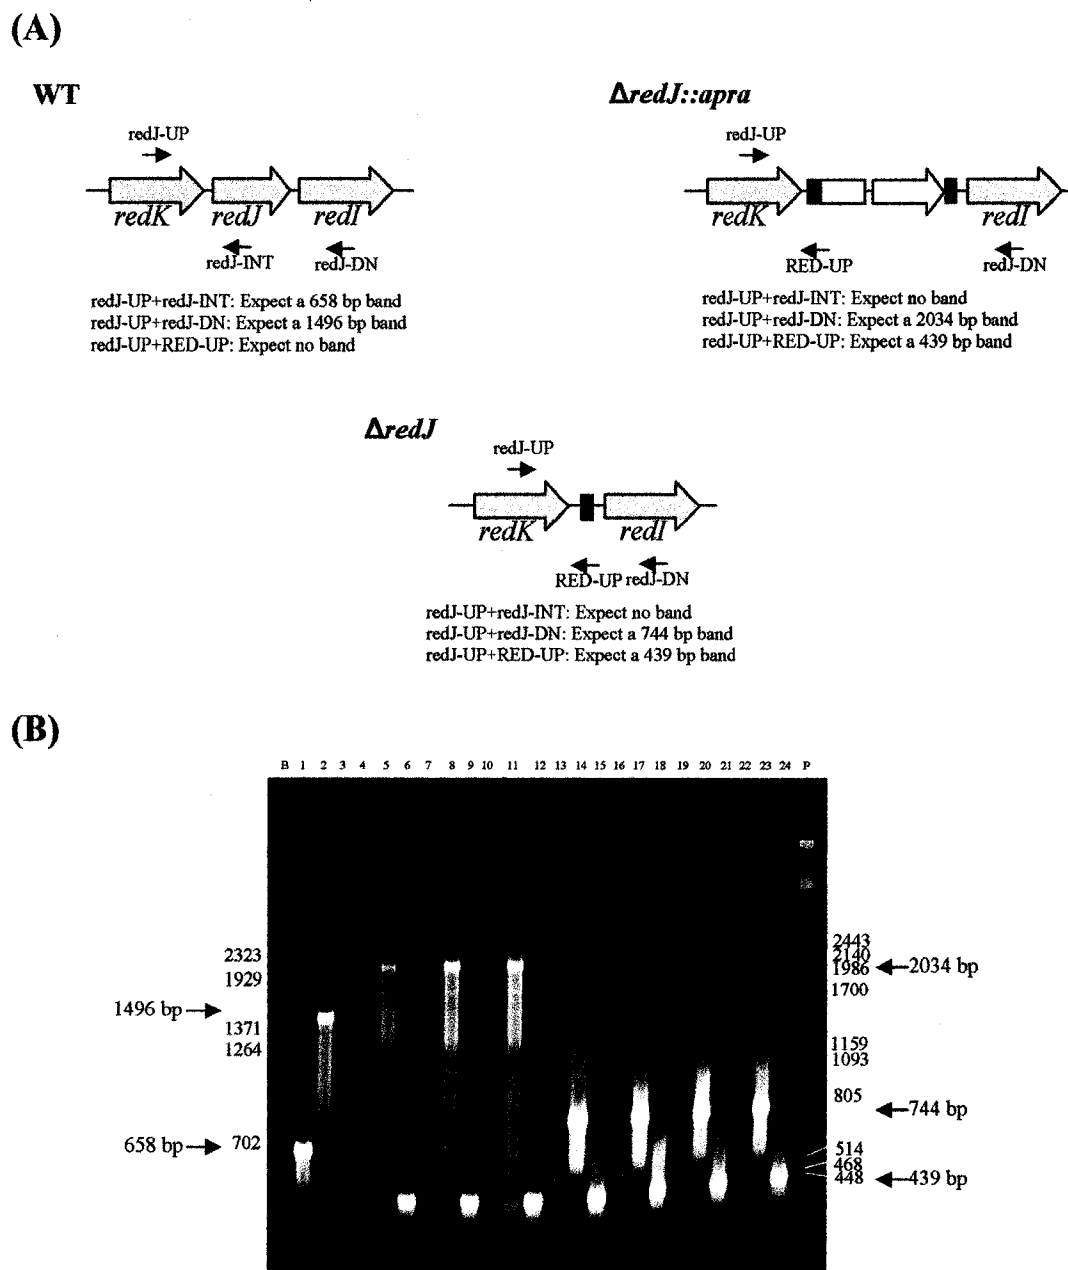 (A)
WT
redJ-UP
redK
redJ
redI
redJ-INT
redJ-DN
redJ-UP+redJ-INT: Expect a 658 bp band
redJ-UP+redJ-DN: Expect a 1496 bp band
redJ-UP+RED-UP: Expect no band
ΔredJ::apra
redJ-UP
redK
redI
RED-UP
redJ-DN
redJ-UP+redJ-INT: Expect no band
redJ-UP+redJ-DN: Expect a 2034 bp band
redJ-UP+RED-UP: Expect a 439 bp band
ΔredJ
redJ-UP
redK
redI
RED-UP redJ-DN
redJ-UP+redJ-INT: Expect no band
redJ-UP+redJ-DN: Expect a 744 bp band
redJ-UP+RED-UP: Expect a 439 bp band
(B)
B 1 2 3 4 5 6 7 8 9 10 11 12 13 14 15 16 17 18 19 20 21 22 23 24 P
2323
1929
1496 bp
1371
1264
658 bp
702
2443
2140
1986
2034 bp
1700
1159
1093
805
744 bp
514
468
448
439 bp